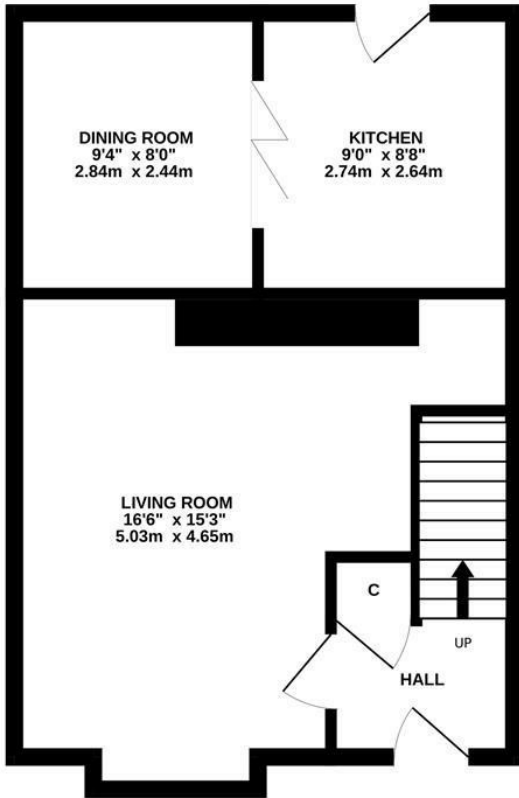 DINING ROOM
9'4" x 8'0"
2.84m x 2.44m
KITCHEN
9'0" x 8'8"
2.74m x 2.64m
LIVING ROOM
16'6" x 15'3"
5.03m x 4.65m
C
UP
HALL